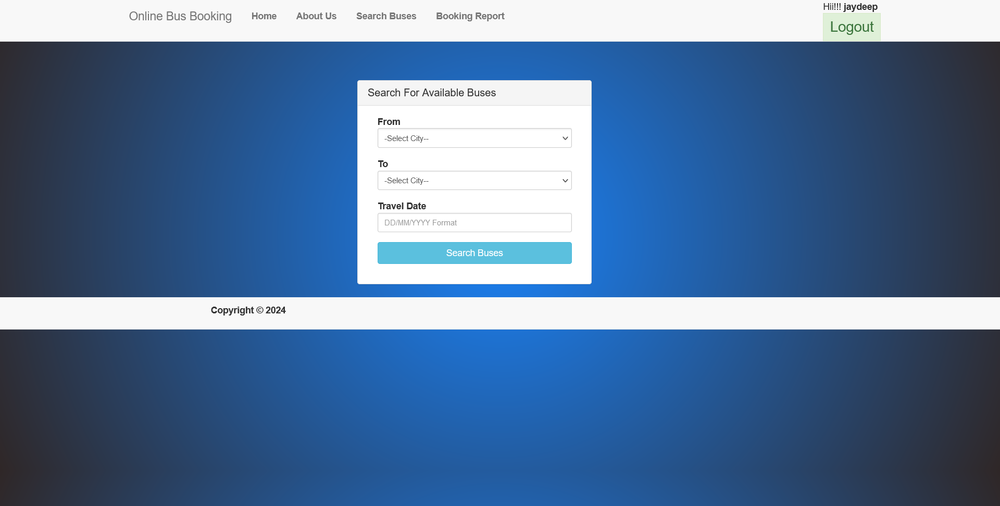 Online Bus Booking Home About Us Search Buses Booking Report
Hii!!! jaydeep
Logout
Search For Available Buses
From
-Select City--
To
-Select City--
Travel Date
DD/MM/YYYY Format
Search Buses
Copyright © 2024